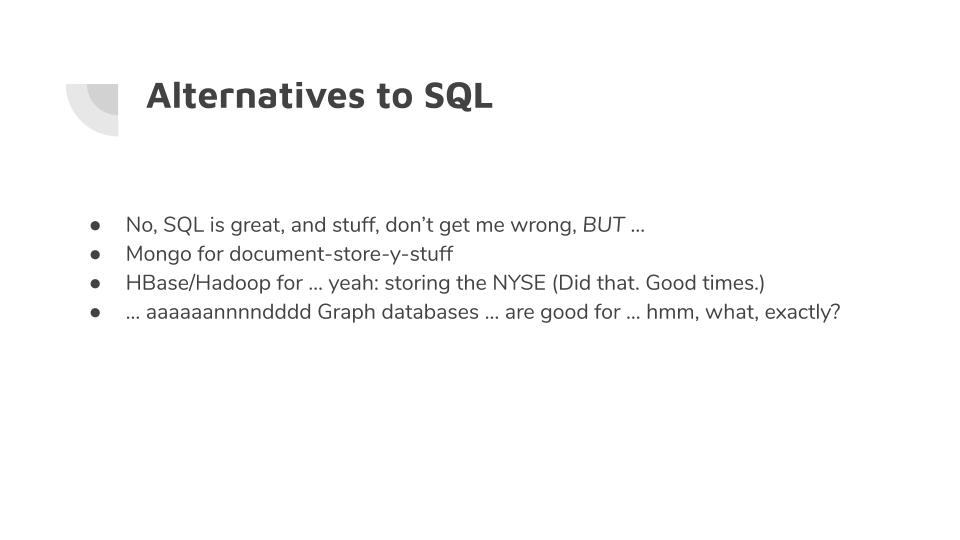 Alternatives to SQL
● No, SQL is great, and stuff, don’t get me wrong, BUT …
● Mongo for document-store-y-stuff
● HBase/Hadoop for … yeah: storing the NYSE (Did that. Good times.)
● … aaaaaannnndddd Graph databases … are good for … hmm, what, exactly?